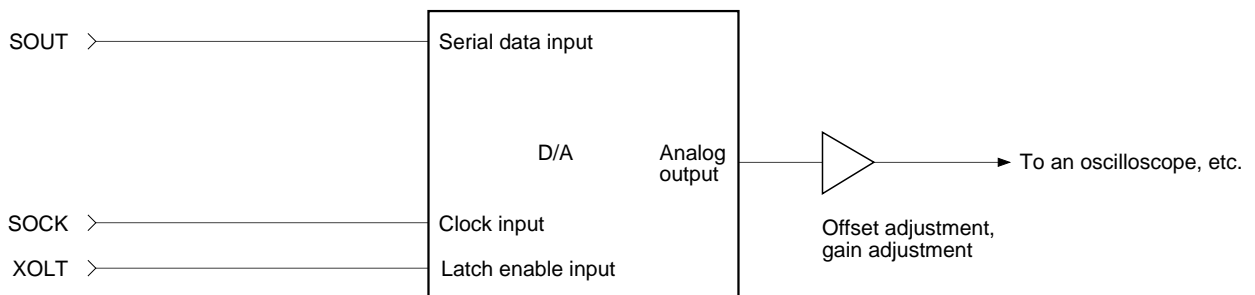 SOUT
Serial data input
D/A
Analog
output
To an oscilloscope, etc.
SOCK
Clock input
Offset adjustment,
gain adjustment
XOLT
Latch enable input